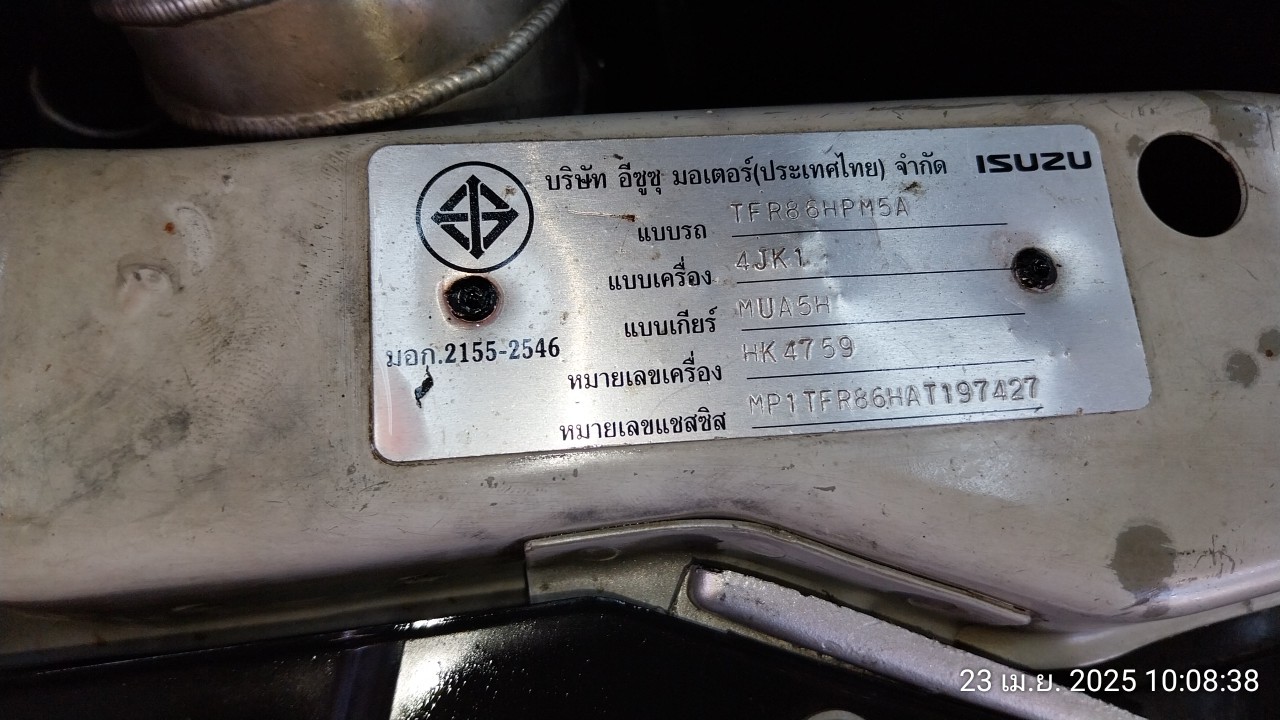 บริษัท อีซูซุ มอเตอร์(ประเทศไทย) จำกัด ISUZU
แบบรถ TFR86HPM5A
แบบเครื่อง 4JK1
แบบเกียร์ MUA5H
มอก.2155-2546
หมายเลขเครื่อง HK4759
หมายเลขแชสซิส MP1TFR86HAT197427
23 เม.ย. 2025 10:08:38